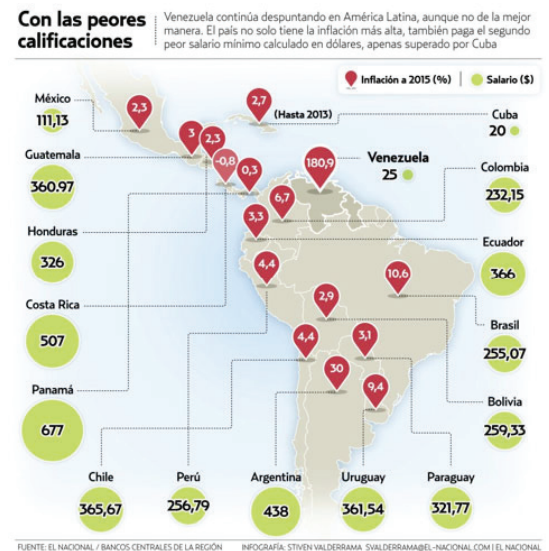 Con las peores
calificaciones
Venezuela continúa despuntando en América Latina, aunque no de la mejor
manera. El país no solo tiene la inflación más alta, también paga el segundo
peor salario mínimo calculado en dólares, apenas superado por Cuba
Inflación a 2015 (%)
Salario ($)
México
111,13
2,3
2,7
(Hasta 2013)
Cuba
20
Guatemala
360.97
3
2,3
-0,8
0,3
180,9
Venezuela
25
Colombia
232,15
6,7
Honduras
326
3,3
Ecuador
366
4,4
10,6
Costa Rica
507
2,9
Brasil
255,07
4,4
3,1
Panamá
677
30
9,4
Bolivia
259,33
Chile
365,67
Perú
256,79
Argentina
438
Uruguay
361,54
Paraguay
321,77
FUENTE: EL NACIONAL / BANCOS CENTRALES DE LA REGIÓN
INFOGRAFÍA: STIVEN VALDERRAMA SVALDERRAMA@EL-NACIONAL.COM | EL NACIONAL